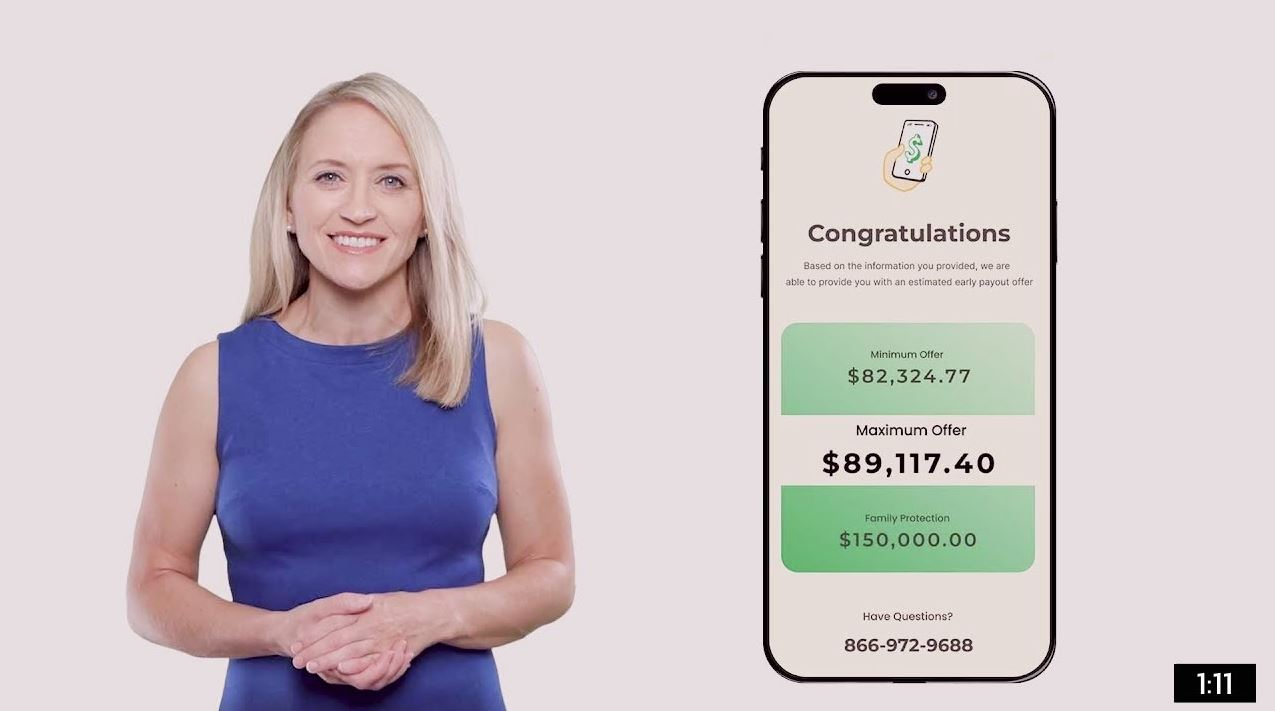 Congratulations
Based on the information you provided, we are
able to provide you with an estimated early payout offer
Minimum Offer
$82,324.77
Maximum Offer
$89,117.40
Family Protection
$150,000.00
Have Questions?
866-972-9688
1:11